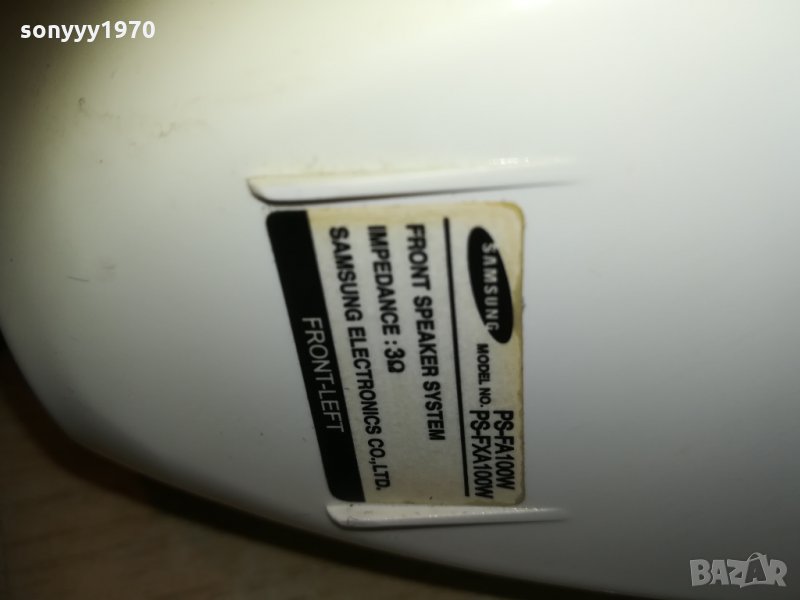 sonyyy1970
SAMSUNG
MODEL NO. PS-FA100W
PS-FXA100W
FRONT SPEAKER SYSTEM
IMPEDANCE : 3Ω
SAMSUNG ELECTRONICS CO.,LTD.
FRONT-LEFT
BAZAR